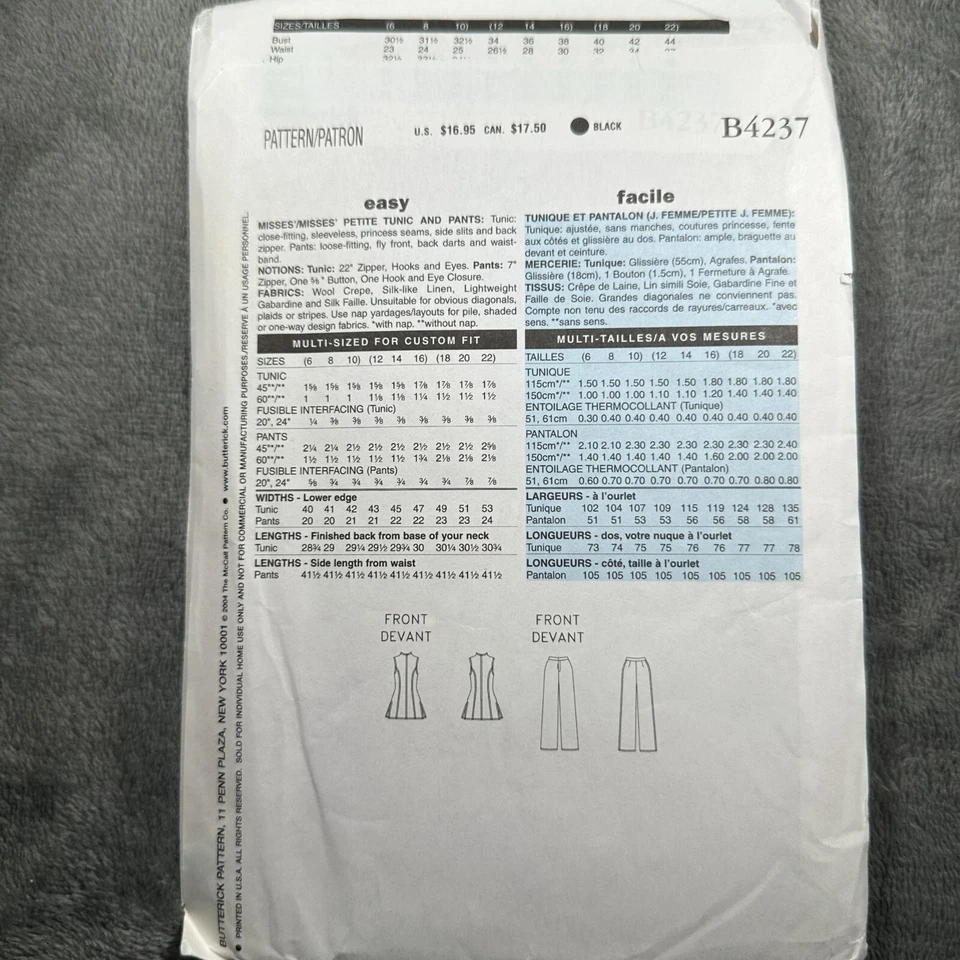 SIZES/TAILLES (6 8 10) (12 14 16) (18 20 22)
Bust 30½ 31½ 32½ 34 36 38 40 42 44
Waist 23 24 25 26½ 28 30 32 34
Hip
PATTERN/PATRON U.S. $16.95 CAN. $17.50 BLACK B4237
easy
MISSES'/MISSES' PETITE TUNIC AND PANTS: Tunic:
close-fitting, sleeveless, princess seams, side slits and back
zipper. Pants: loose-fitting, fly front, back darts and waist-
band.
NOTIONS: Tunic: 22" Zipper, Hooks and Eyes. Pants: 7"
Zipper, One ⅝" Button, One Hook and Eye Closure.
FABRICS: Wool Crepe, Silk-like Linen, Lightweight
Gabardine and Silk Faille. Unsuitable for obvious diagonals,
plaids or stripes. Use nap yardages/layouts for pile, shaded
or one-way design fabrics. *with nap. **without nap.
MULTI-SIZED FOR CUSTOM FIT
SIZES (6 8 10) (12 14 16) (18 20 22)
TUNIC
45"*/** 1⅝ 1⅝ 1⅝ 1⅝ 1⅝ 1⅞ 1⅞ 1⅞ 1⅞
60"*/** 1 1 1 1⅛ 1⅛ 1¼ 1½ 1½ 1½
FUSIBLE INTERFACING (Tunic)
20", 24" ¼ ⅜ ⅜ ⅜ ⅜ ⅜ ⅜ ⅜ ⅜
PANTS
45"*/** 2¼ 2¼ 2½ 2½ 2½ 2½ 2½ 2½ 2⅝
60"*/** 1½ 1½ 1½ 1½ 1½ 1¾ 2⅛ 2⅛ 2⅛
FUSIBLE INTERFACING (Pants)
20", 24" ⅝ ¾ ¾ ¾ ¾ ¾ ¾ ⅞ ⅞
WIDTHS - Lower edge
Tunic 40 41 42 43 45 47 49 51 53
Pants 20 20 21 21 22 22 23 23 24
LENGTHS - Finished back from base of your neck
Tunic 28¾ 29 29¼ 29½ 29¾ 30 30¼ 30½ 30¾
LENGTHS - Side length from waist
Pants 41½ 41½ 41½ 41½ 41½ 41½ 41½ 41½ 41½
facile
TUNIQUE ET PANTALON (J. FEMME/PETITE J. FEMME):
Tunique: ajustée, sans manches, coutures princesse, fente
aux côtés et glissière au dos. Pantalon: ample, braguette au
devant et ceinture.
MERCERIE: Tunique: Glissière (55cm), Agrafes. Pantalon:
Glissière (18cm), 1 Bouton (1.5cm), 1 Fermeture à Agrafe.
TISSUS: Crêpe de Laine, Lin simili Soie, Gabardine Fine et
Faille de Soie. Grandes diagonales ne conviennent pas.
Compte non tenu des raccords de rayures/carreaux. *avec
sens. **sans sens.
MULTI-TAILLES/A VOS MESURES
TAILLES (6 8 10) (12 14 16) (18 20 22)
TUNIQUE
115cm*/** 1.50 1.50 1.50 1.50 1.50 1.80 1.80 1.80 1.80
150cm*/** 1.00 1.00 1.00 1.10 1.10 1.20 1.40 1.40 1.40
ENTOILAGE THERMOCOLLANT (Tunique)
51, 61cm 0.30 0.40 0.40 0.40 0.40 0.40 0.40 0.40 0.40
PANTALON
115cm*/** 2.10 2.10 2.30 2.30 2.30 2.30 2.30 2.30 2.40
150cm*/** 1.40 1.40 1.40 1.40 1.40 1.60 2.00 2.00 2.00
ENTOILAGE THERMOCOLLANT (Pantalon)
51, 61cm 0.60 0.70 0.70 0.70 0.70 0.70 0.70 0.80 0.80
LARGEURS - à l'ourlet
Tunique 102 104 107 109 115 119 124 128 135
Pantalon 51 51 53 53 56 56 58 58 61
LONGUEURS - dos, votre nuque à l'ourlet
Tunique 73 74 75 75 76 76 77 77 78
LONGUEURS - côté, taille à l'ourlet
Pantalon 105 105 105 105 105 105 105 105 105
FRONT
DEVANT
FRONT
DEVANT
BUTTERICK PATTERN, 11 PENN PLAZA, NEW YORK 10001 © 2004 The McCall Pattern Co. ● www.butterick.com
● PRINTED IN U.S.A. ALL RIGHTS RESERVED. SOLD FOR INDIVIDUAL HOME USE ONLY AND NOT FOR COMMERCIAL OR MANUFACTURING PURPOSES./RESERVÉ À UN USAGE PERSONNEL.